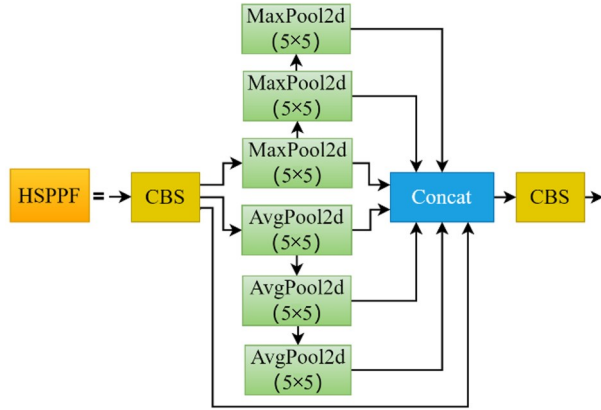 MaxPool2d
(5×5)
MaxPool2d
(5×5)
MaxPool2d
(5×5)
HSPPF
=
CBS
Concat
CBS
AvgPool2d
(5×5)
AvgPool2d
(5×5)
AvgPool2d
(5×5)